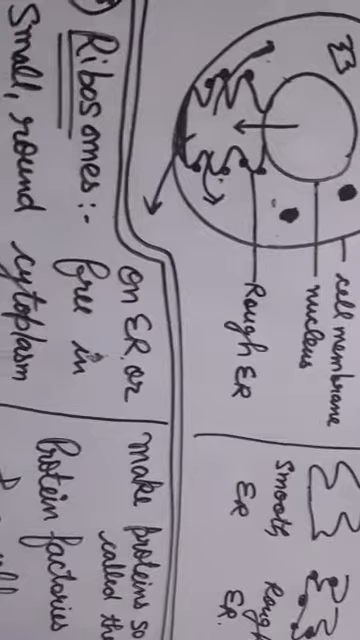 cell membrane
nucleus
Rough ER
Smooth
ER
Rough
ER.
Ribosomes:-
Small, round
on ER. or
free in
cytoplasm
make proteins so
called the
Protein factories